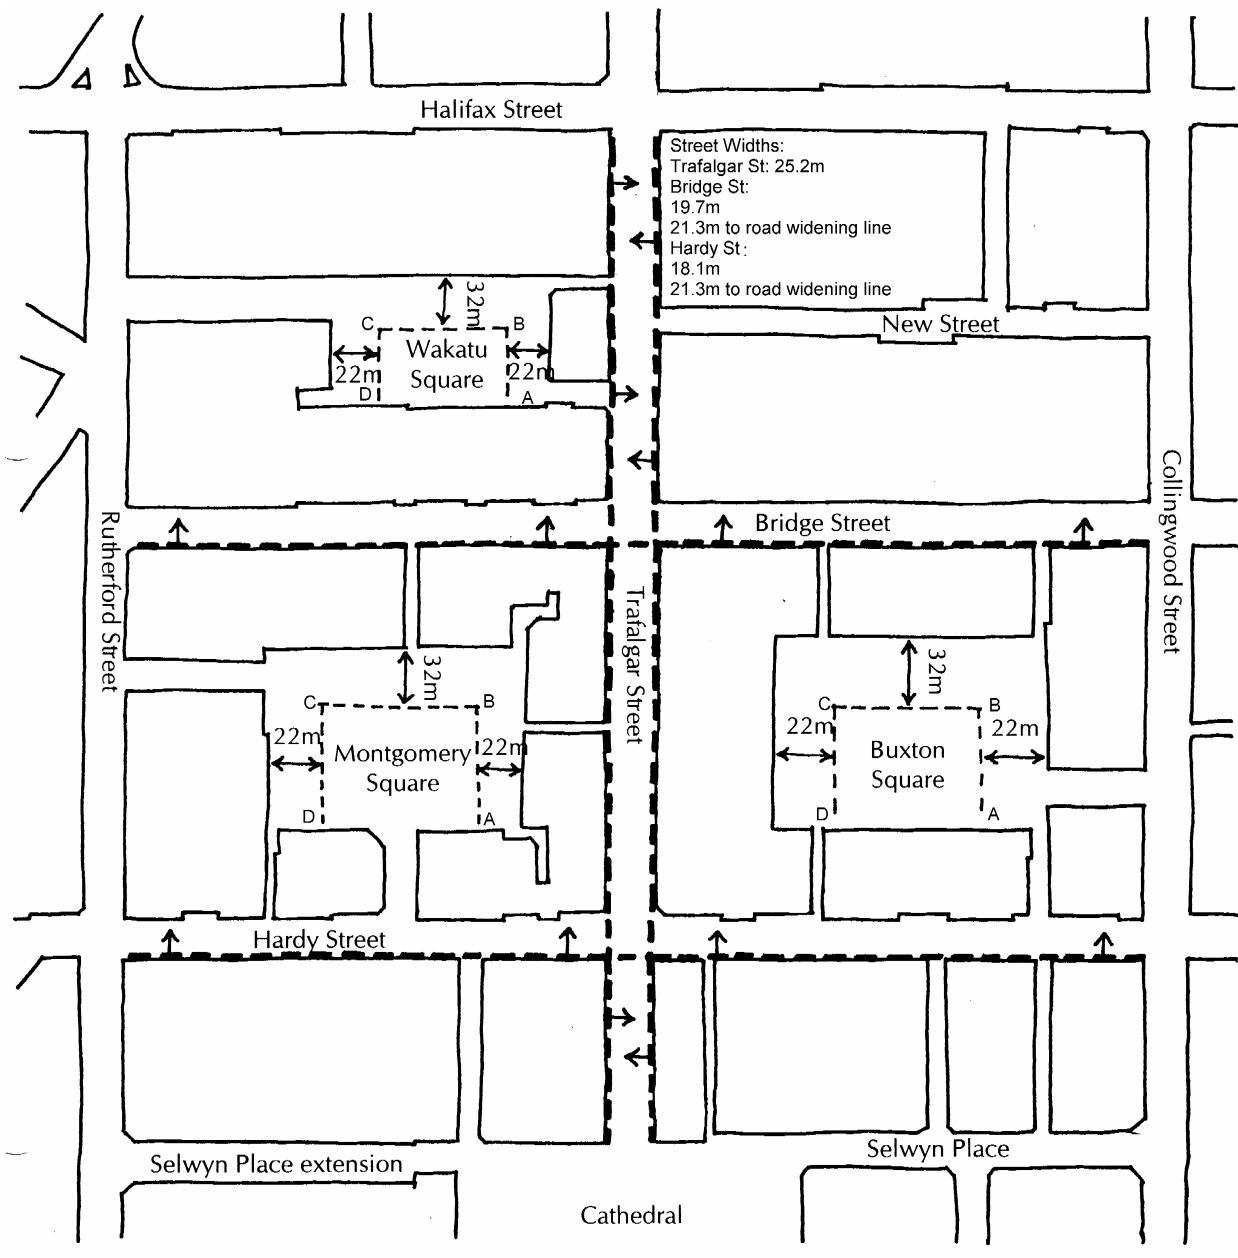 Halifax Street
Street Widths:
Trafalgar St: 25.2m
Bridge St:
19.7m
21.3m to road widening line
Hardy St:
18.1m
21.3m to road widening line
32m
C
B
New Street
Wakatu
Square
22m
22m
D
A
Collingwood Street
Rutherford Street
Bridge Street
Trafalgar Street
32m
32m
C
B
C
B
22m
22m
22m
22m
Montgomery
Square
Buxton
Square
D
A
D
A
Hardy Street
Selwyn Place extension
Selwyn Place
Cathedral